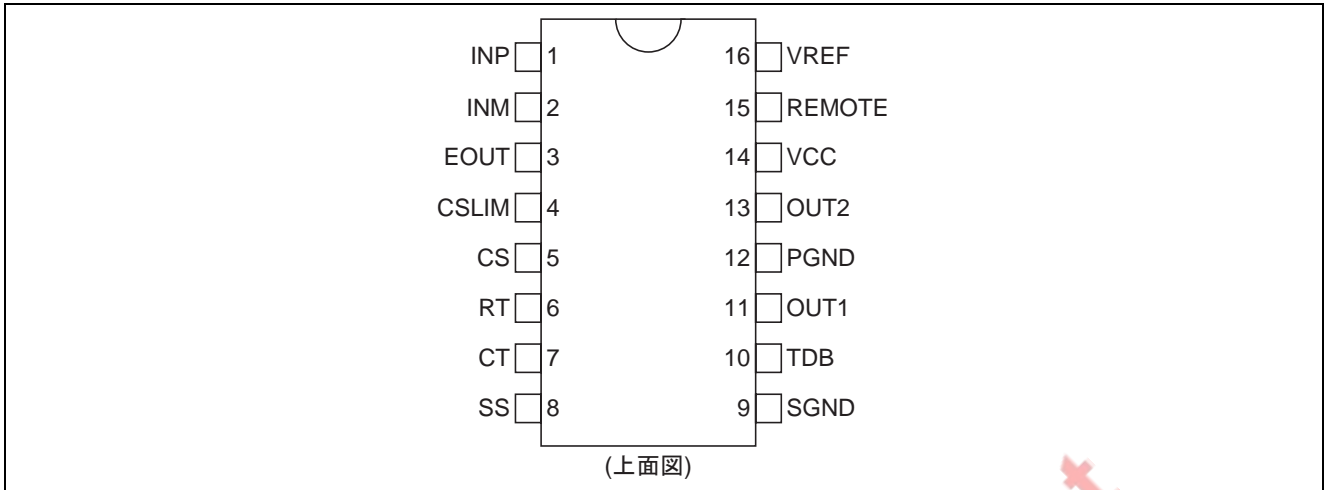 INP 1 16 VREF
INM 2 15 REMOTE
EOUT 3 14 VCC
CSLIM 4 13 OUT2
CS 5 12 PGND
RT 6 11 OUT1
CT 7 10 TDB
SS 8 9 SGND
(上面図)